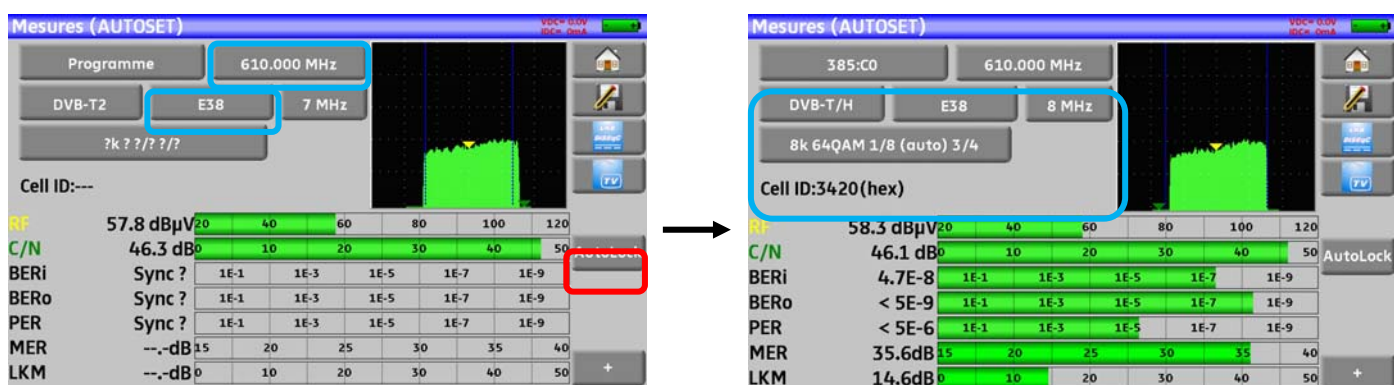 Mesures (AUTOSET)
VDC= 0.0V
IDC= 0mA
Programme
610.000 MHz
DVB-T2
E38
7 MHz
?k ? ?/? ?/?
Cell ID:---
RF 57.8 dBµV 20 40 60 80 100 120
C/N 46.3 dB 0 10 20 30 40 50
AutoLock
BERi Sync ? 1E-1 1E-3 1E-5 1E-7 1E-9
BERo Sync ? 1E-1 1E-3 1E-5 1E-7 1E-9
PER Sync ? 1E-1 1E-3 1E-5 1E-7 1E-9
MER --.-dB 15 20 25 30 35 40
LKM --.-dB 0 10 20 30 40 50
+
LNB
DiSEqC
TV
Mesures (AUTOSET)
VDC= 0.0V
IDC= 0mA
385:C0
610.000 MHz
DVB-T/H
E38
8 MHz
8k 64QAM 1/8 (auto) 3/4
Cell ID:3420(hex)
RF 58.3 dBµV 20 40 60 80 100 120
C/N 46.1 dB 0 10 20 30 40 50
AutoLock
BERi 4.7E-8 1E-1 1E-3 1E-5 1E-7 1E-9
BERo < 5E-9 1E-1 1E-3 1E-5 1E-7 1E-9
PER < 5E-6 1E-1 1E-3 1E-5 1E-7 1E-9
MER 35.6dB 15 20 25 30 35 40
LKM 14.6dB 0 10 20 30 40 50
+
LNB
DiSEqC
TV